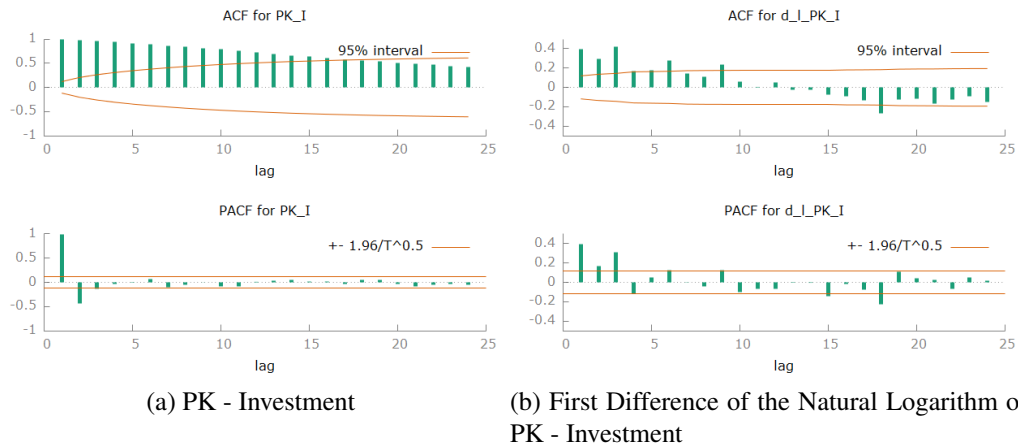 ACF for PK_I
1
0.5
0
-0.5
-1
95% interval
0 5 10 15 20 25
lag
PACF for PK_I
1
0.5
0
-0.5
-1
+- 1.96/T^0.5
0 5 10 15 20 25
lag
(a) PK - Investment
ACF for d_l_PK_I
0.4
0.2
0
-0.2
-0.4
95% interval
0 5 10 15 20 25
lag
PACF for d_l_PK_I
0.4
0.2
0
-0.2
-0.4
+- 1.96/T^0.5
0 5 10 15 20 25
lag
(b) First Difference of the Natural Logarithm o
PK - Investment